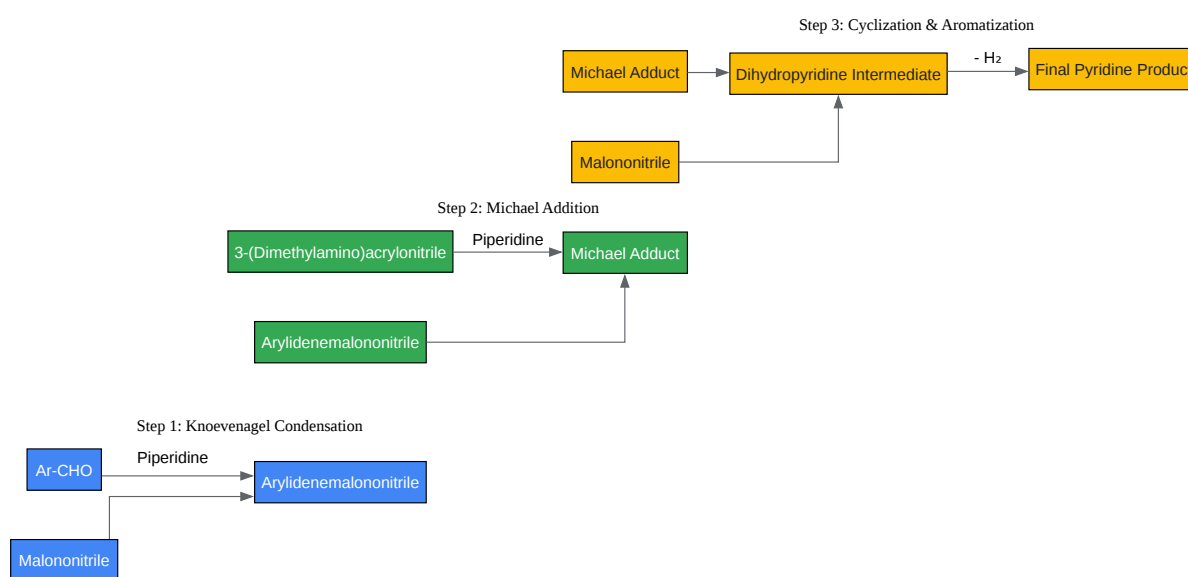 Step 3: Cyclization & Aromatization
Michael Adduct
Dihydropyridine Intermediate
- H₂
Final Pyridine Product
Malononitrile
Step 2: Michael Addition
3-(Dimethylamino)acrylonitrile
Piperidine
Michael Adduct
Arylidenemalononitrile
Step 1: Knoevenagel Condensation
Ar-CHO
Piperidine
Arylidenemalononitrile
Malononitrile